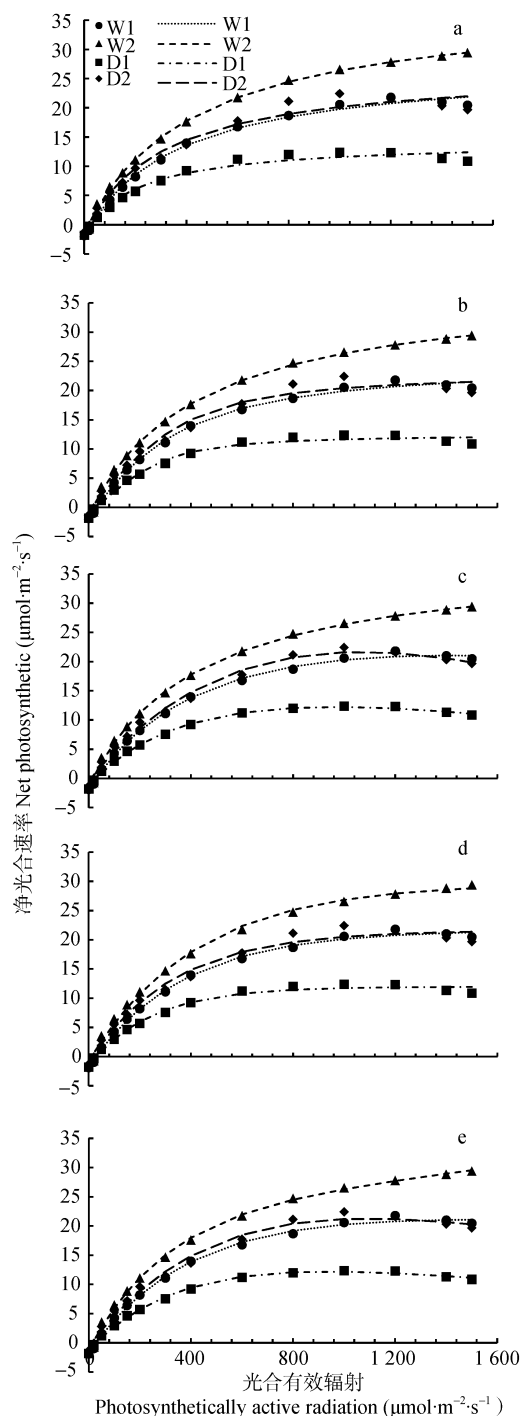 35
30
25
20
15
10
5
0
−5
W1
W2
D1
D2
W1
W2
D1
D2
a
35
30
25
20
15
10
5
0
−5
b
35
30
25
20
15
10
5
0
−5
c
35
30
25
20
15
10
5
0
−5
d
35
30
25
20
15
10
5
0
−5
e
净光合速率 Net photosynthetic (μmol·m⁻²·s⁻¹)
0 400 800 1 200 1 600
光合有效辐射
Photosynthetically active radiation (μmol·m⁻²·s⁻¹)